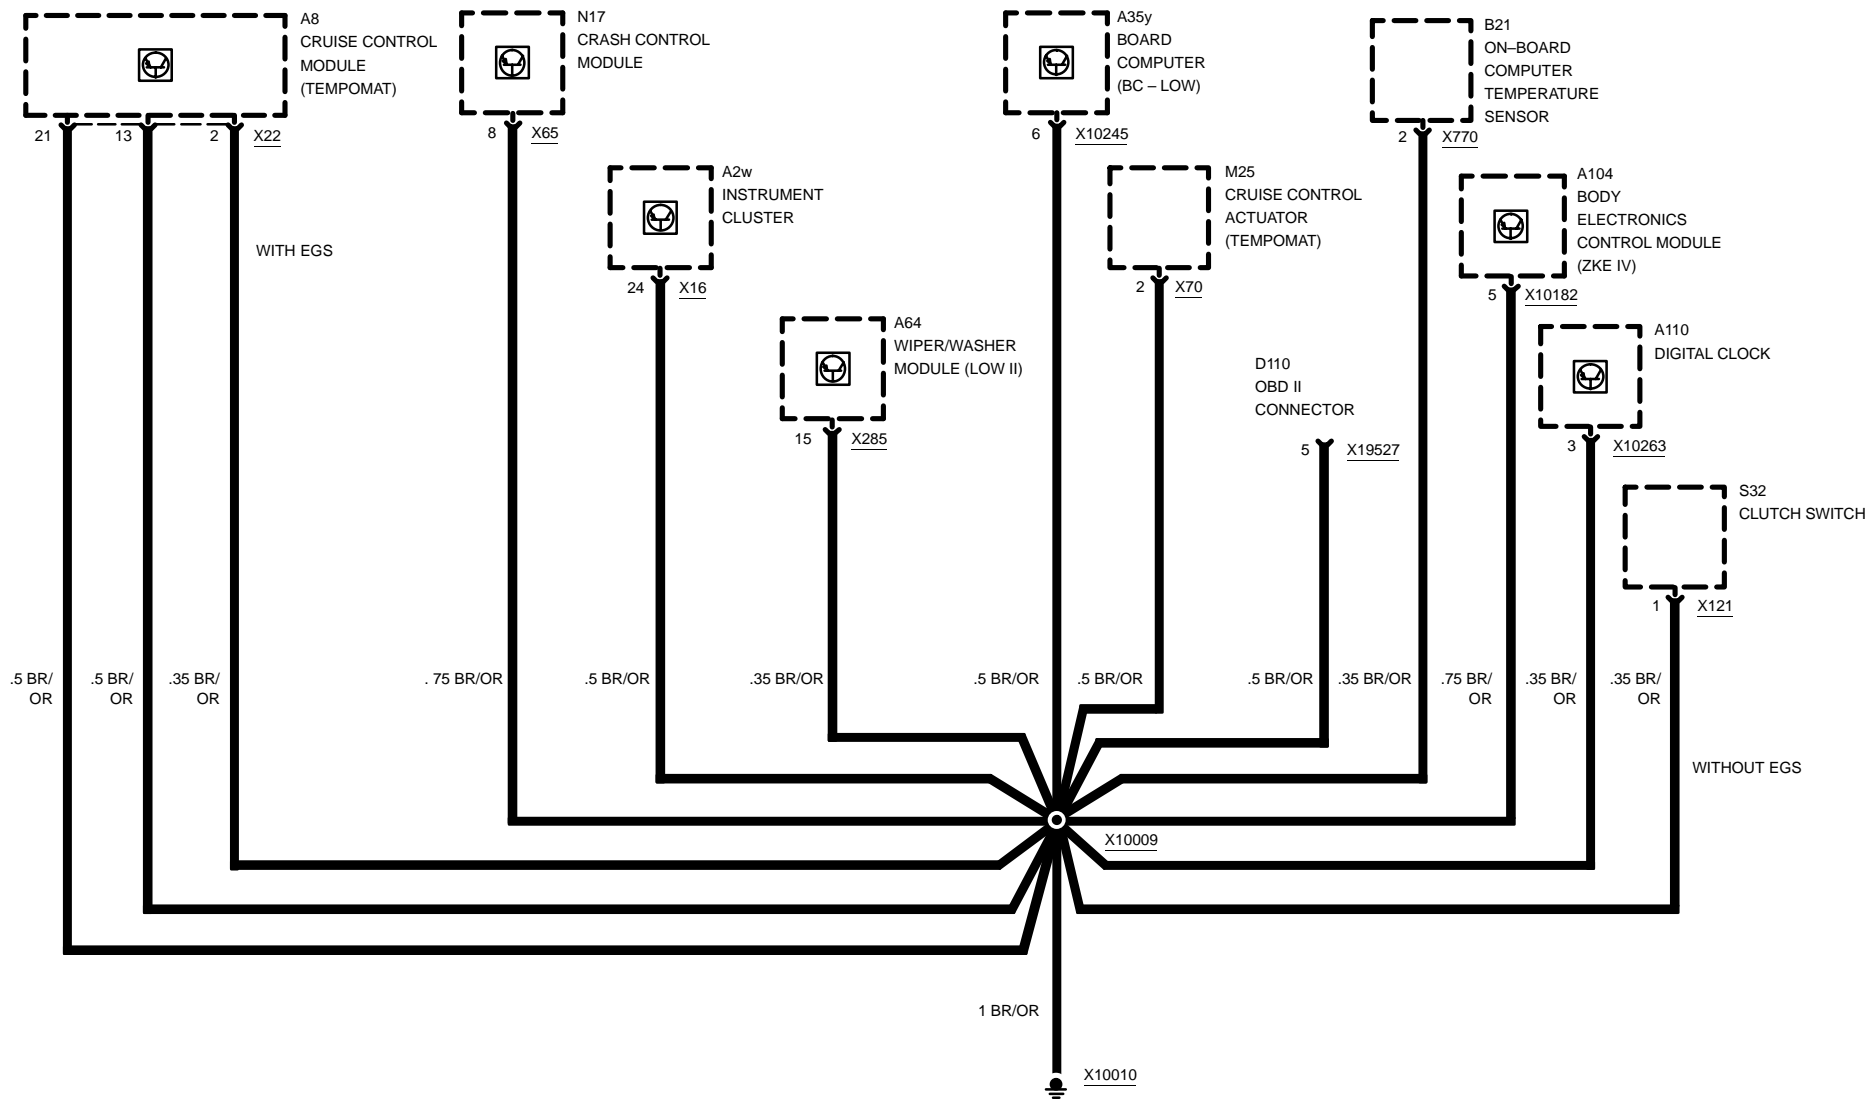 A8
CRUISE CONTROL
MODULE
(TEMPOMAT)
21
13
2
X22
WITH EGS
N17
CRASH CONTROL
MODULE
8
X65
A2w
INSTRUMENT
CLUSTER
24
X16
A64
WIPER/WASHER
MODULE (LOW II)
15
X285
A35y
BOARD
COMPUTER
(BC – LOW)
6
X10245
M25
CRUISE CONTROL
ACTUATOR
(TEMPOMAT)
2
X70
D110
OBD II
CONNECTOR
5
X19527
B21
ON–BOARD
COMPUTER
TEMPERATURE
SENSOR
2
X770
A104
BODY
ELECTRONICS
CONTROL MODULE
(ZKE IV)
5
X10182
A110
DIGITAL CLOCK
3
X10263
S32
CLUTCH SWITCH
1
X121
.5 BR/
OR
.5 BR/
OR
.35 BR/
OR
. 75 BR/OR
.5 BR/OR
.35 BR/OR
.5 BR/OR
.5 BR/OR
.5 BR/OR
.35 BR/OR
.75 BR/
OR
.35 BR/
OR
.35 BR/
OR
WITHOUT EGS
X10009
1 BR/OR
X10010